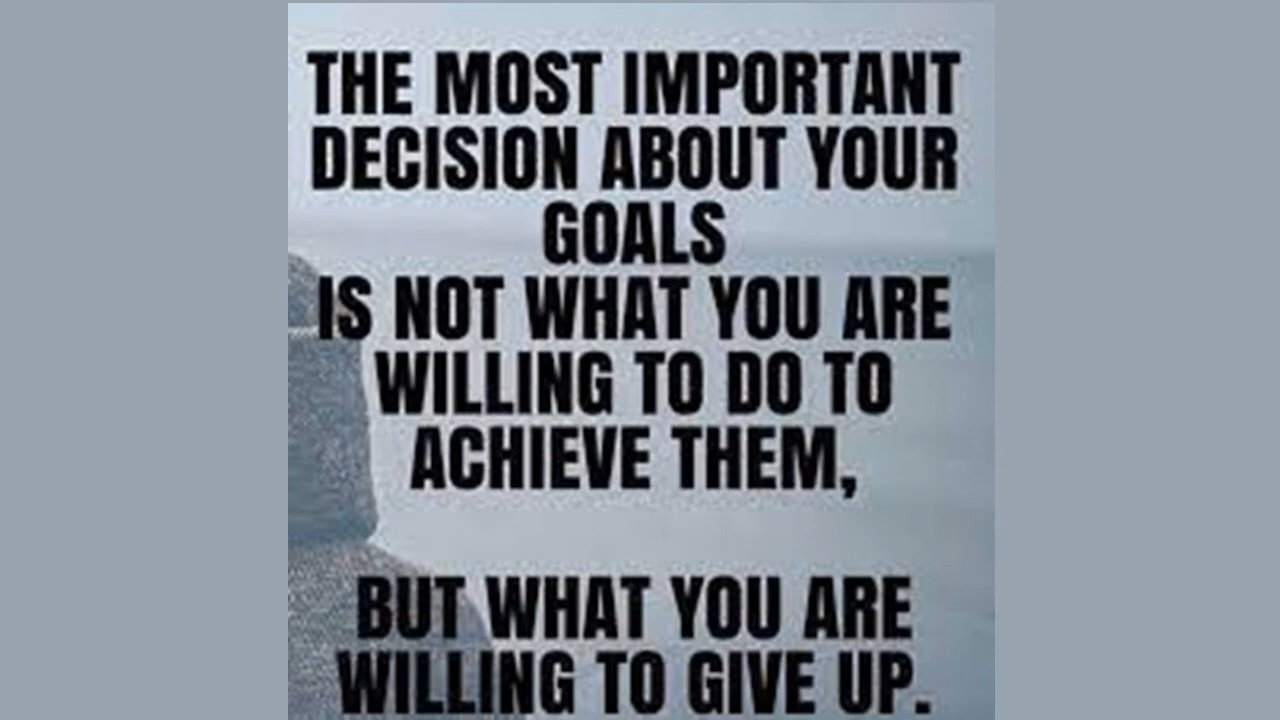 THE MOST IMPORTANT
DECISION ABOUT YOUR
GOALS
IS NOT WHAT YOU ARE
WILLING TO DO TO
ACHIEVE THEM,
BUT WHAT YOU ARE
WILLING TO GIVE UP.